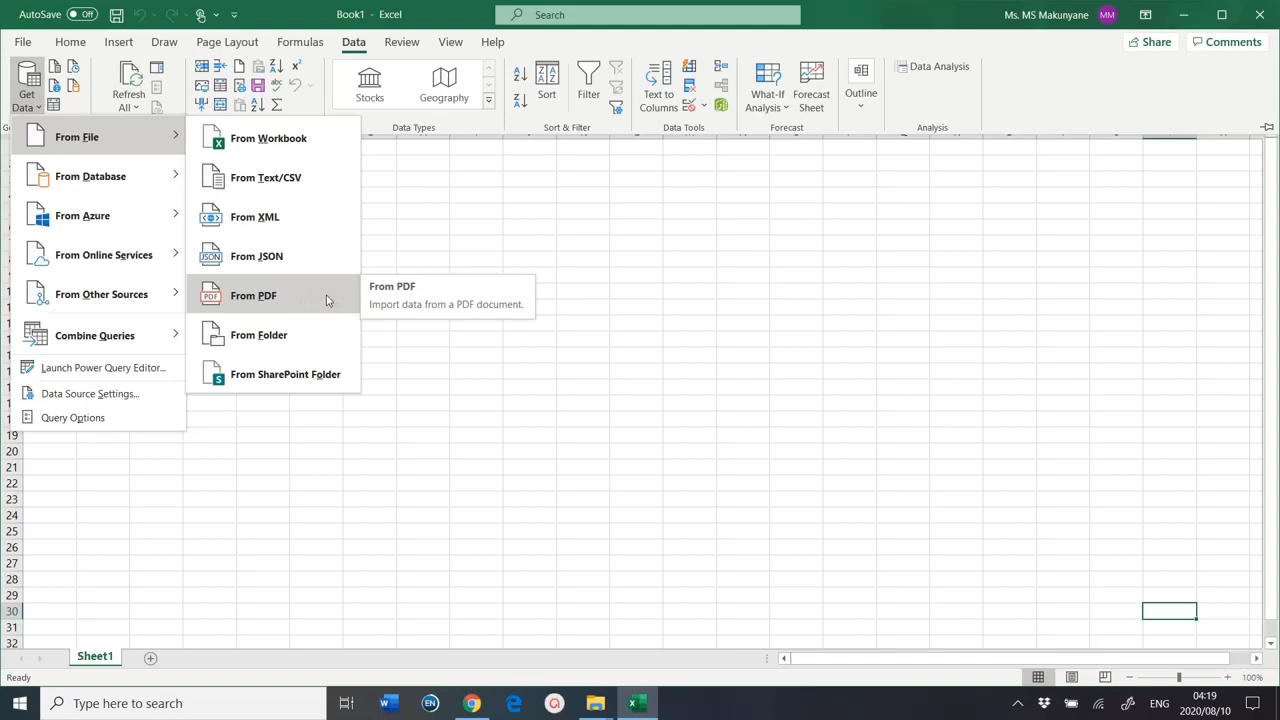 AutoSave Off Book1 - Excel Search Ms. MS Makunyane MM
File Home Insert Draw Page Layout Formulas Data Review View Help Share Comments
Get Data Refresh All Stocks Geography Sort Filter Text to Columns What-If Analysis Forecast Sheet Outline Data Analysis
Data Types Sort & Filter Data Tools Forecast Analysis
From File
From Database
From Azure
From Online Services
From Other Sources
Combine Queries
Launch Power Query Editor...
Data Source Settings...
Query Options
From Workbook
From Text/CSV
From XML
JSON From JSON
PDF From PDF
From Folder
From SharePoint Folder
From PDF
Import data from a PDF document.
19
20
21
22
23
24
25
26
27
28
29
30
31
32
Sheet1
Ready 100%
Type here to search ENG 04:19
2020/08/10